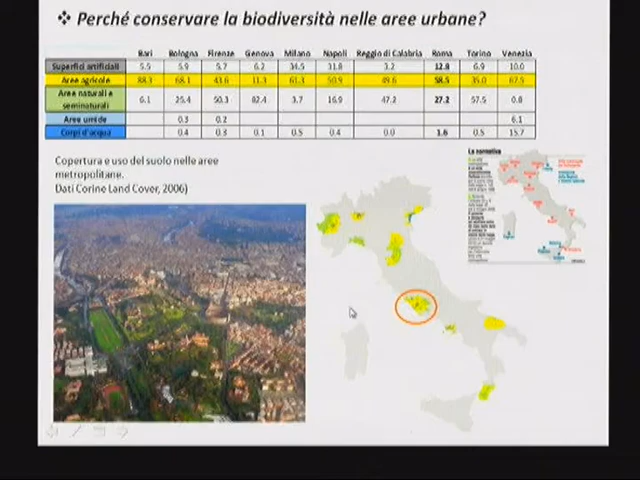 ❖ Perché conservare la biodiversità nelle aree urbane?
Bari Bologna Firenze Genova Milano Napoli Reggio di Calabria Roma Torino Venezia
Superfici artificiali 5.5 5.9 5.7 6.2 34.5 31.8 3.2 12.8 6.9 10.0
Aree agricole 88.3 68.1 43.6 11.3 61.3 50.9 49.6 58.5 35.0 67.5
Aree naturali e
seminaturali
6.1 25.4 50.3 82.4 3.7 16.9 47.2 27.2 57.5 0.8
Aree umide 0.3 0.2 6.1
Corpi d'acqua 0.4 0.3 0.1 0.5 0.4 0.0 1.6 0.5 15.7
Copertura e uso del suolo nelle aree
metropolitane.
Dati Corine Land Cover, 2006)
La normativa